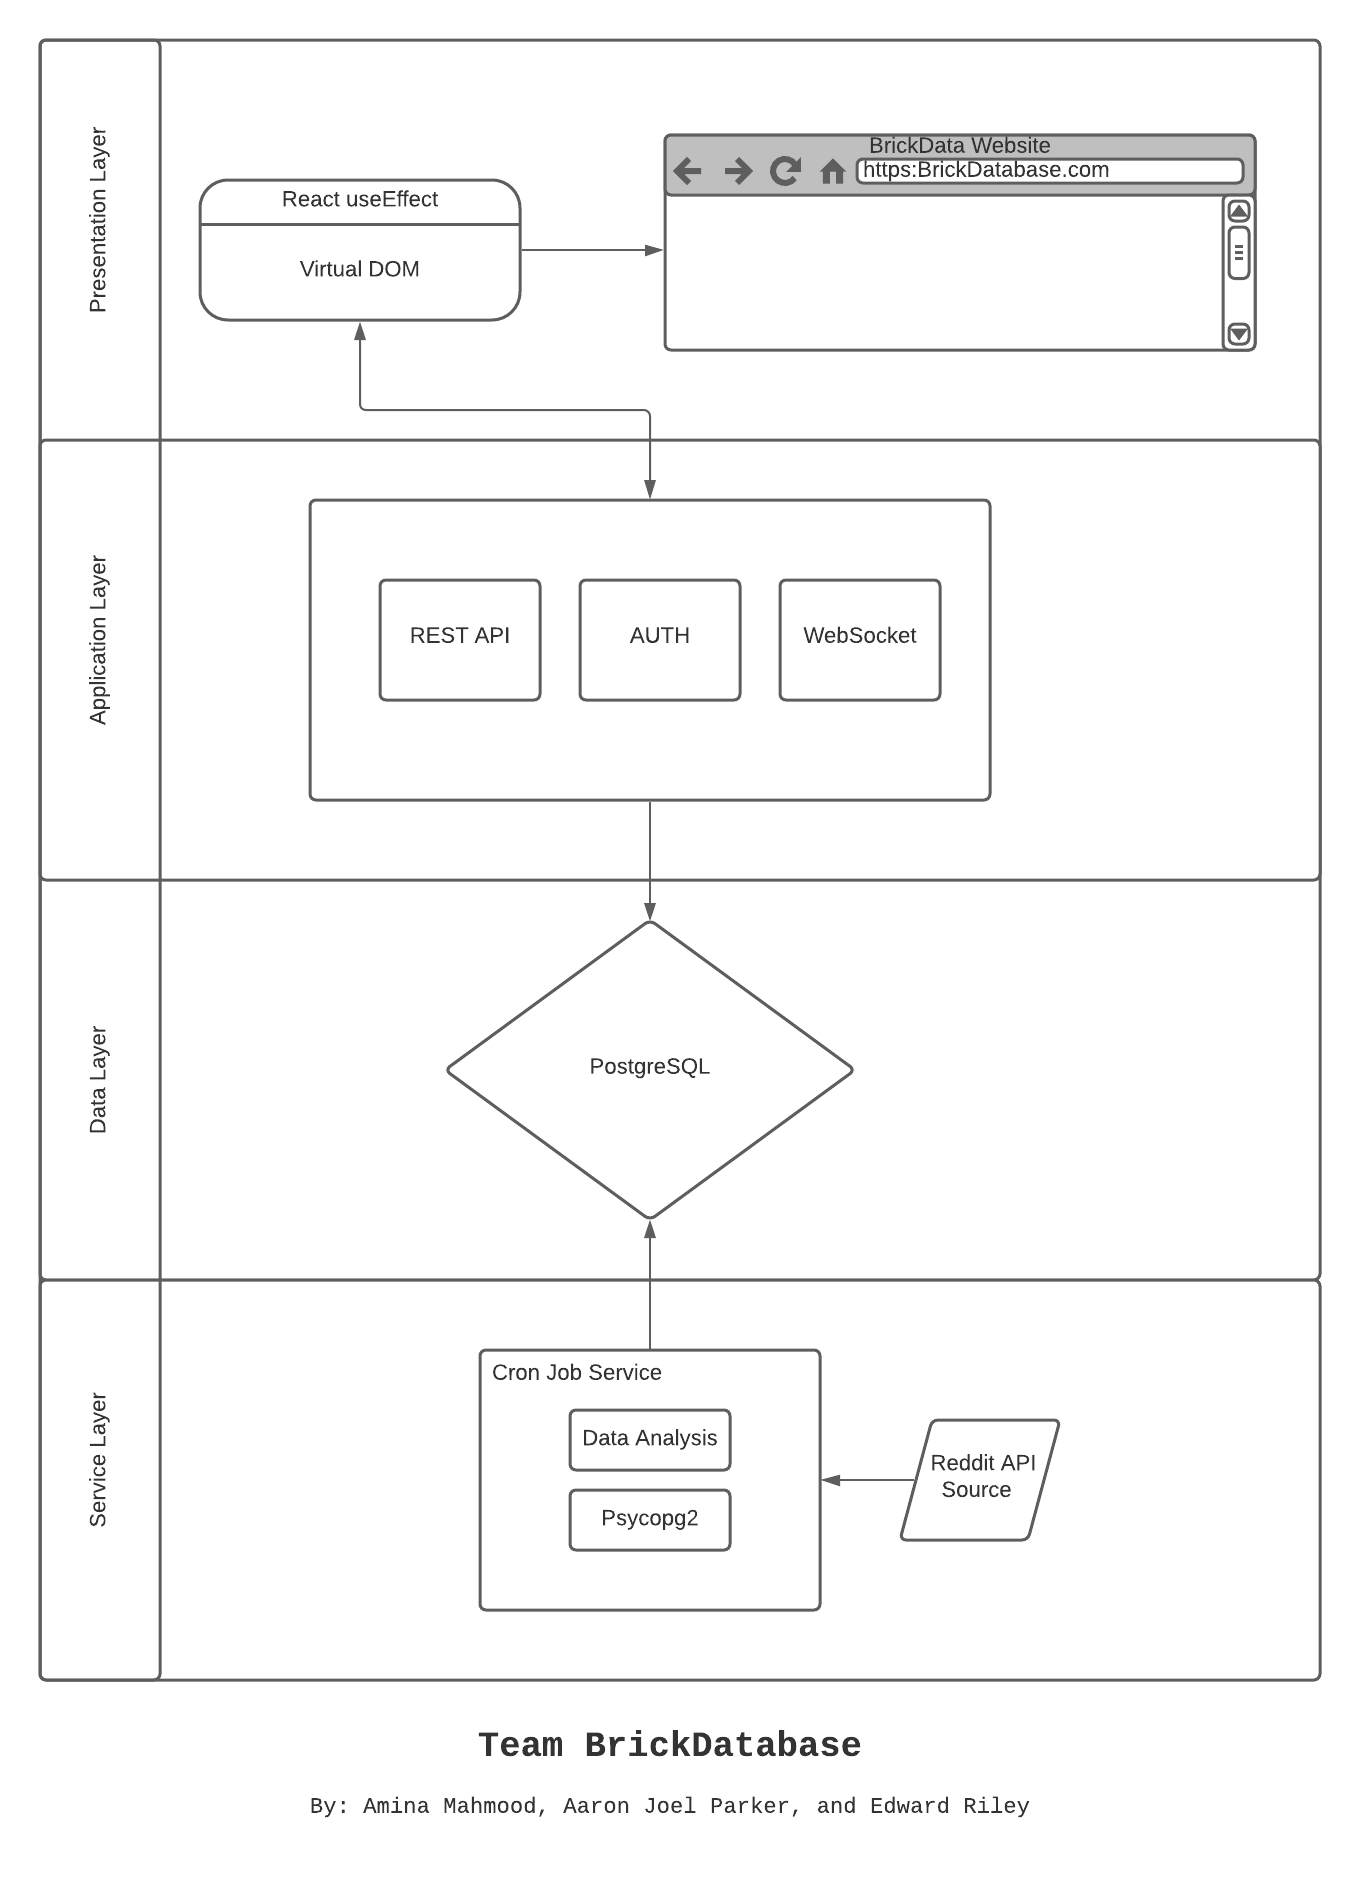 Presentation Layer
React useEffect
Virtual DOM
BrickData Website
https:BrickDatabase.com
Application Layer
REST API
AUTH
WebSocket
Data Layer
PostgreSQL
Service Layer
Cron Job Service
Data Analysis
Psycopg2
Reddit API
Source
Team BrickDatabase
By: Amina Mahmood, Aaron Joel Parker, and Edward Riley